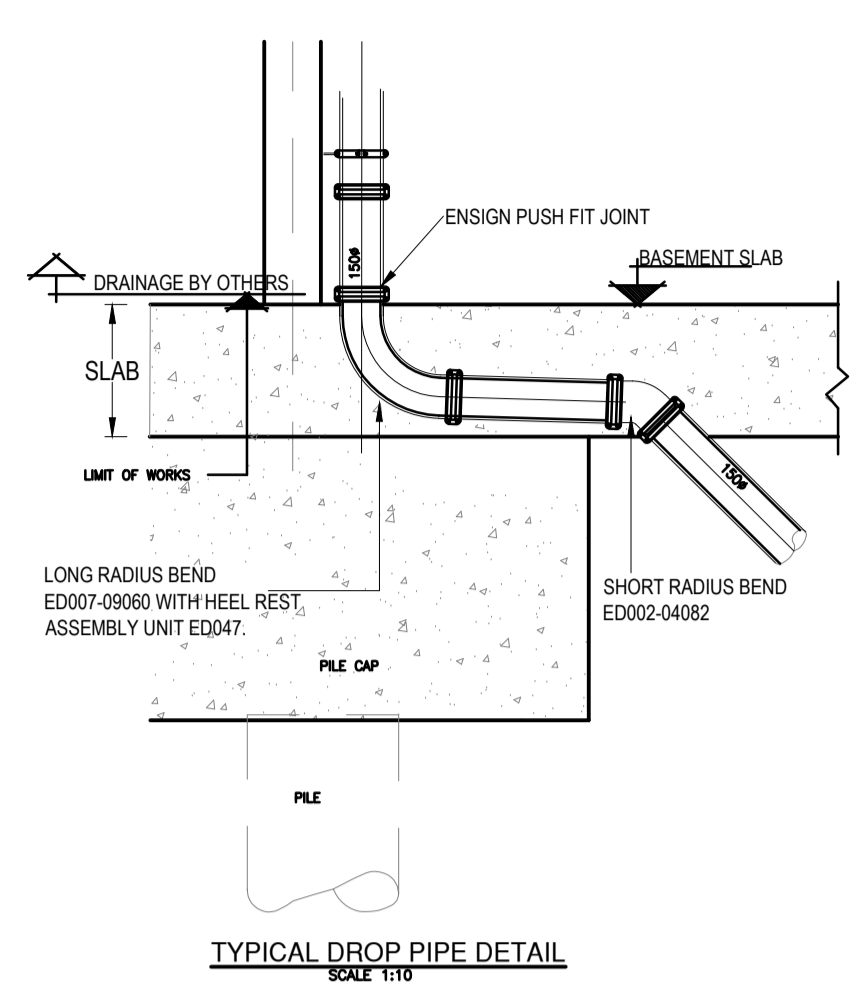 ENSIGN PUSH FIT JOINT
150ø
BASEMENT SLAB
DRAINAGE BY OTHERS
SLAB
LIMIT OF WORKS
150ø
LONG RADIUS BEND
ED007-09060 WITH HEEL REST
ASSEMBLY UNIT ED047.
SHORT RADIUS BEND
ED002-04082
PILE CAP
PILE
TYPICAL DROP PIPE DETAIL
SCALE 1:10